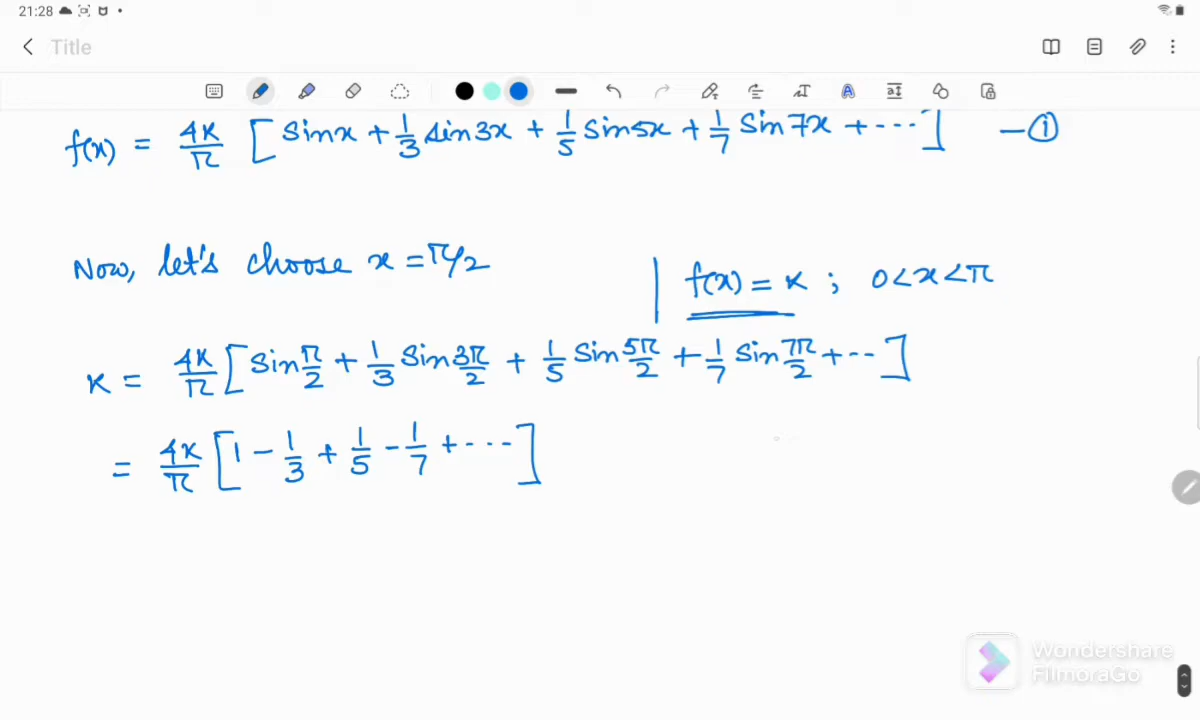 21:28
Title
f(x) = 4K/π [ Sinx + 1/3 sin3x + 1/5 Sin5x + 1/7 Sin7x + --- ] —①
Now, let's choose x = π/2
f(x) = K ; 0<x<π
K = 4K/π [ Sin π/2 + 1/3 Sin 3π/2 + 1/5 Sin 5π/2 + 1/7 Sin 7π/2 + -- ]
= 4K/π [ 1 - 1/3 + 1/5 - 1/7 + --- ]
Wondershare
FilmoraGo